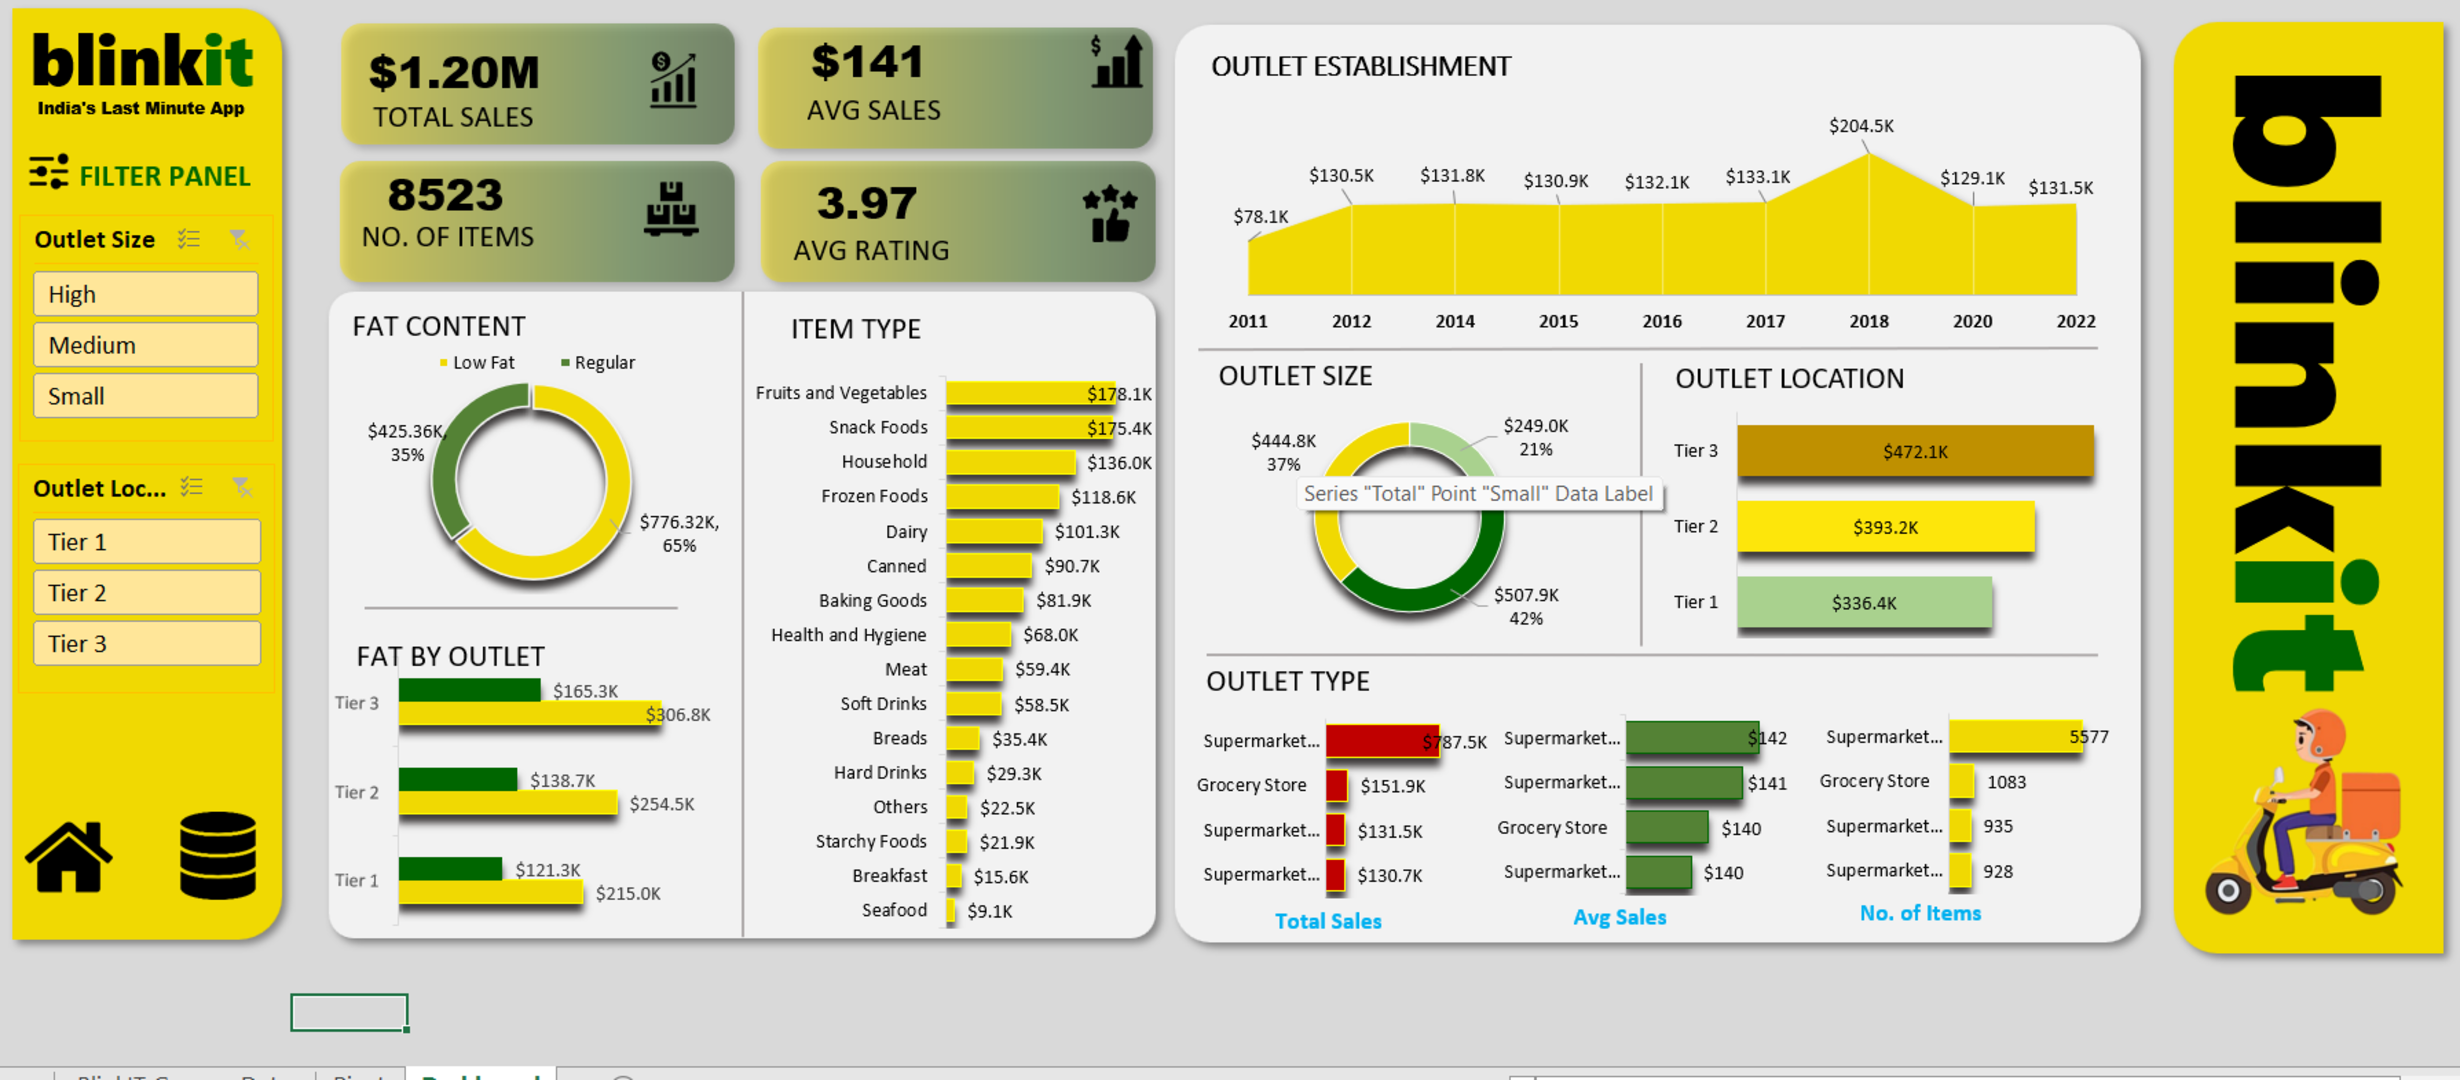 blinkit
India's Last Minute App
FILTER PANEL
Outlet Size
High
Medium
Small
Outlet Loc...
Tier 1
Tier 2
Tier 3
$1.20M
TOTAL SALES
$141
AVG SALES
8523
NO. OF ITEMS
3.97
AVG RATING
FAT CONTENT
Low Fat Regular
$425.36K,
35%
$776.32K,
65%
FAT BY OUTLET
Tier 3 $165.3K
$306.8K
Tier 2 $138.7K
$254.5K
Tier 1 $121.3K
$215.0K
ITEM TYPE
Fruits and Vegetables $178.1K
Snack Foods $175.4K
Household $136.0K
Frozen Foods $118.6K
Dairy $101.3K
Canned $90.7K
Baking Goods $81.9K
Health and Hygiene $68.0K
Meat $59.4K
Soft Drinks $58.5K
Breads $35.4K
Hard Drinks $29.3K
Others $22.5K
Starchy Foods $21.9K
Breakfast $15.6K
Seafood $9.1K
OUTLET ESTABLISHMENT
$78.1K $130.5K $131.8K $130.9K $132.1K $133.1K $204.5K $129.1K $131.5K
2011 2012 2014 2015 2016 2017 2018 2020 2022
OUTLET SIZE
$444.8K
37%
$249.0K
21%
Series "Total" Point "Small" Data Label
$507.9K
42%
OUTLET LOCATION
Tier 3 $472.1K
Tier 2 $393.2K
Tier 1 $336.4K
OUTLET TYPE
Supermarket... $787.5K
Grocery Store $151.9K
Supermarket... $131.5K
Supermarket... $130.7K
Total Sales
Supermarket... $142
Supermarket... $141
Grocery Store $140
Supermarket... $140
Avg Sales
Supermarket... 5577
Grocery Store 1083
Supermarket... 935
Supermarket... 928
No. of Items
blinkit